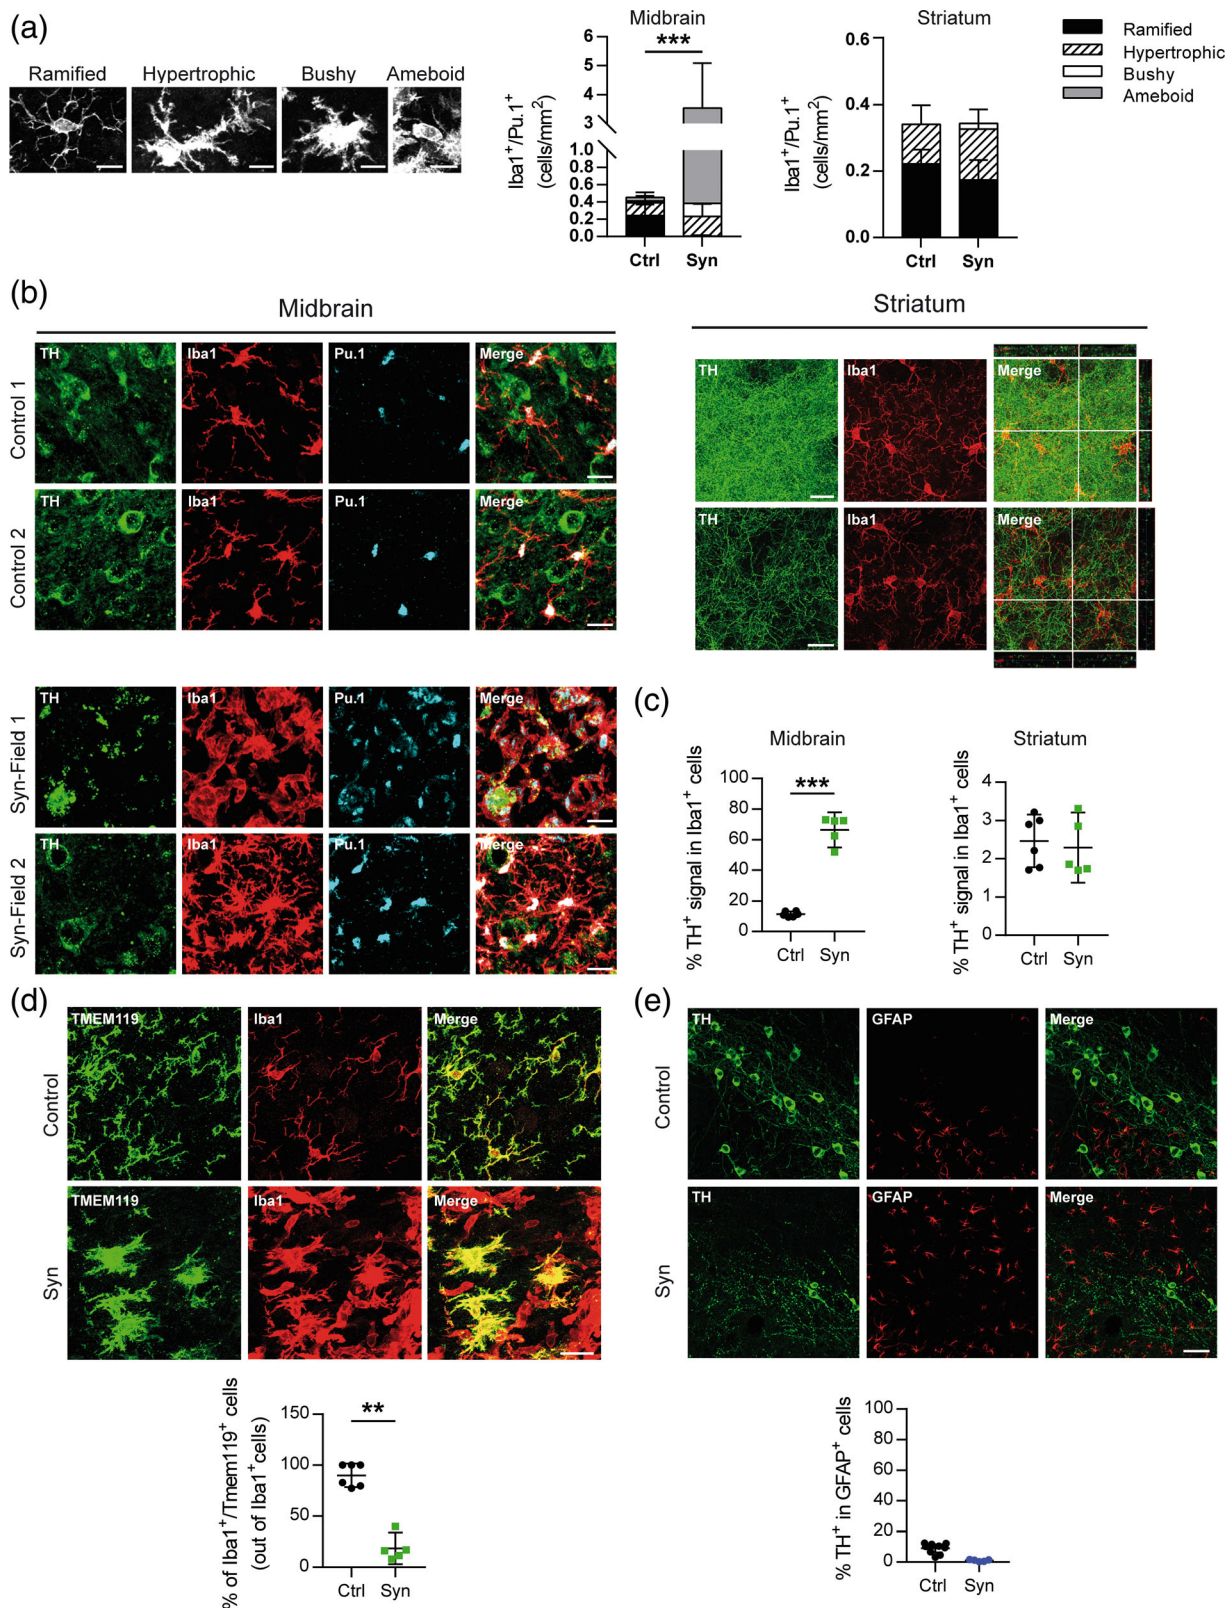 (a)
Ramified Hypertrophic Bushy Ameboid
Midbrain
***
Iba1⁺/Pu.1⁺
(cells/mm²)
6
5
4
3
1.0
0.8
0.6
0.4
0.2
0.0
Ctrl Syn
Striatum
Iba1⁺/Pu.1⁺
(cells/mm²)
0.6
0.4
0.2
0.0
Ctrl Syn
Ramified
Hypertrophic
Bushy
Ameboid
(b)
Midbrain
Control 1
TH Iba1 Pu.1 Merge
Control 2
TH Iba1 Pu.1 Merge
Syn-Field 1
TH Iba1 Pu.1 Merge
Syn-Field 2
TH Iba1 Pu.1 Merge
Striatum
TH Iba1 Merge
TH Iba1 Merge
(c)
Midbrain
% TH⁺ signal in Iba1⁺ cells
100
80
60
40
20
0
***
Ctrl Syn
Striatum
% TH⁺ signal in Iba1⁺ cells
4
3
2
1
0
Ctrl Syn
(d)
Control
TMEM119 Iba1 Merge
Syn
TMEM119 Iba1 Merge
% of Iba1⁺/Tmem119⁺ cells
(out of Iba1⁺cells)
150
100
50
0
**
Ctrl Syn
(e)
Control
TH GFAP Merge
Syn
TH GFAP Merge
% TH⁺ in GFAP⁺ cells
100
80
60
40
20
0
Ctrl Syn